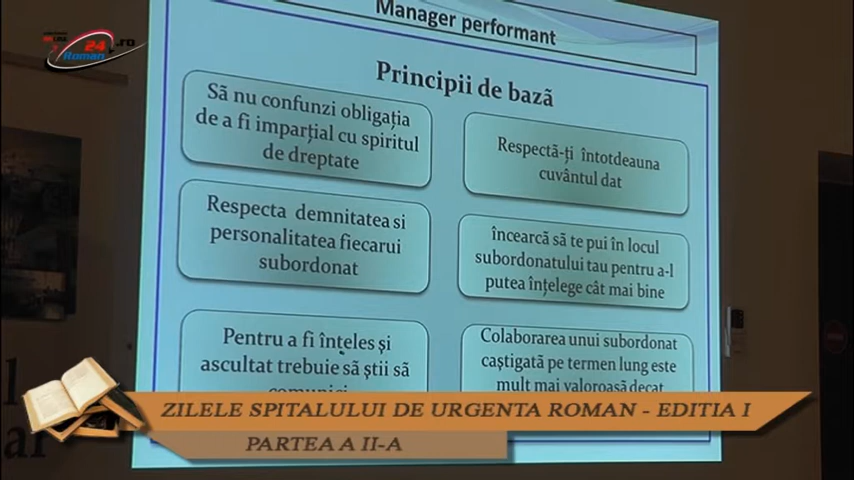 Manager performant
24.ro
Roman
Principii de bază
Să nu confunzi obligația
de a fi imparțial cu spiritul
de dreptate
Respectă-ți întotdeauna
cuvântul dat
Respecta demnitatea si
personalitatea fiecarui
subordonat
încearcă să te pui în locul
subordonatului tau pentru a-l
putea înțelege cât mai bine
Pentru a fi înțeles și
ascultat trebuie să știi să
comunici
Colaborarea unui subordonat
caștigată pe termen lung este
mult mai valoroasă decat
ZILELE SPITALULUI DE URGENTA ROMAN - EDITIA I
PARTEA A II-A